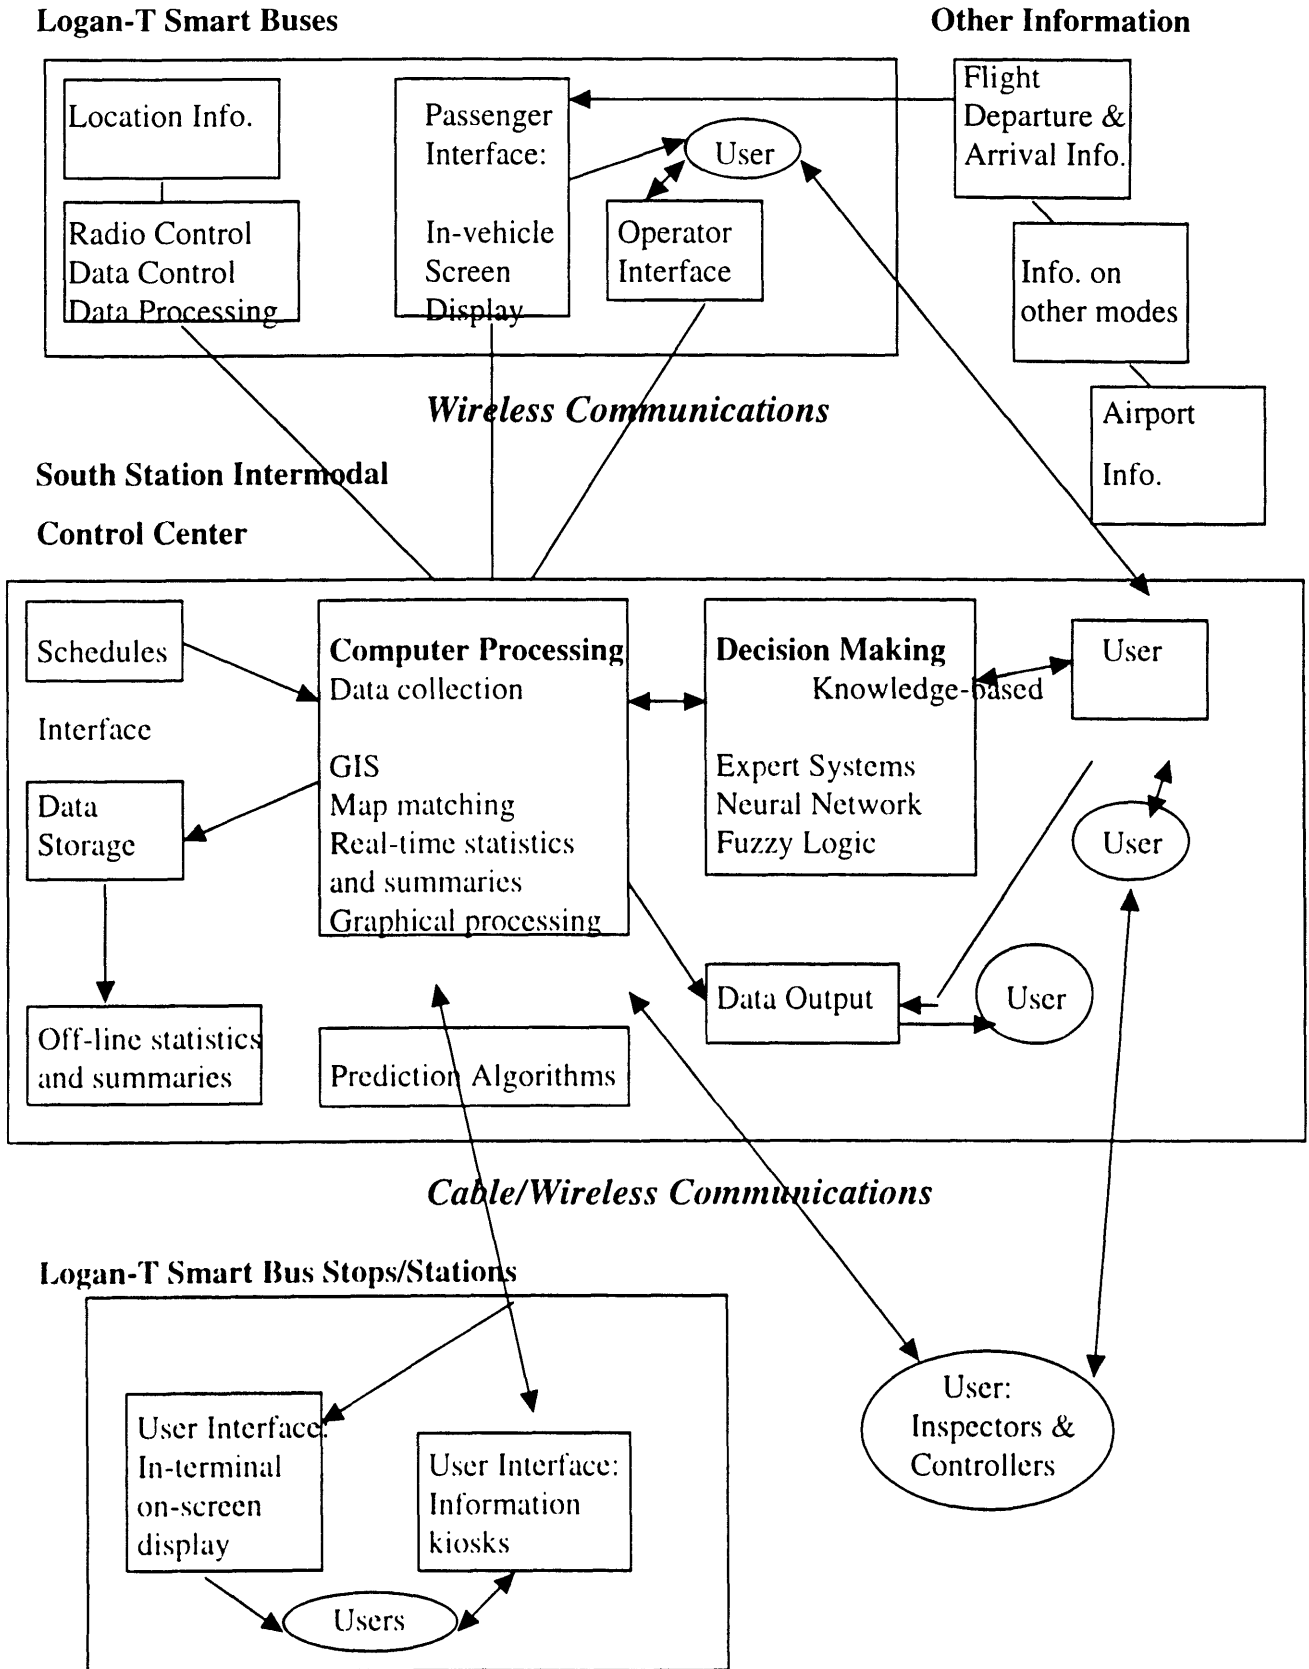 Logan-T Smart Buses
Other Information
Location Info.
Radio Control
Data Control
Data Processing
Passenger
Interface:
In-vehicle
Screen
Display
User
Operator
Interface
Flight
Departure &
Arrival Info.
Info. on
other modes
Airport
Info.
Wireless Communications
South Station Intermodal
Control Center
Schedules
Interface
Data
Storage
Off-line statistics
and summaries
Computer Processing
Data collection
GIS
Map matching
Real-time statistics
and summaries
Graphical processing
Prediction Algorithms
Decision Making
Knowledge-based
Expert Systems
Neural Network
Fuzzy Logic
User
User
Data Output
User
Cable/Wireless Communications
Logan-T Smart Bus Stops/Stations
User Interface:
In-terminal
on-screen
display
User Interface:
Information
kiosks
Users
User:
Inspectors &
Controllers